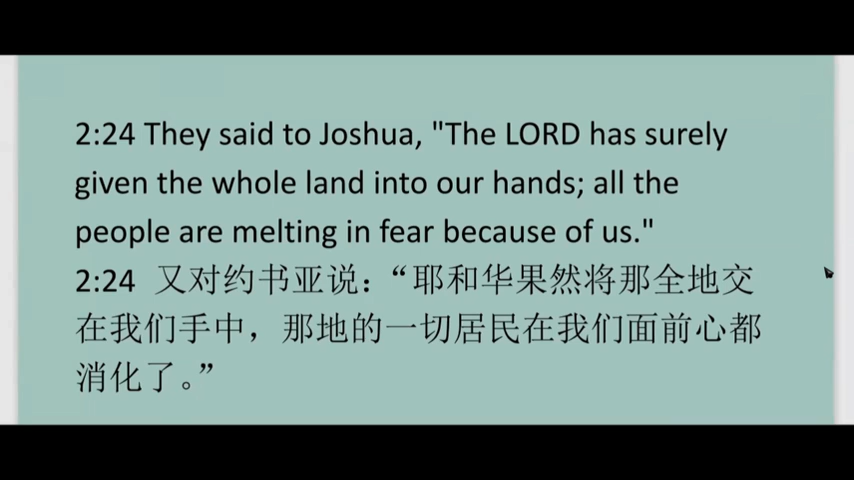 2:24 They said to Joshua, "The LORD has surely
given the whole land into our hands; all the
people are melting in fear because of us."
2:24 又对约书亚说：“耶和华果然将那全地交
在我们手中，那地的一切居民在我们面前心都
消化了。”